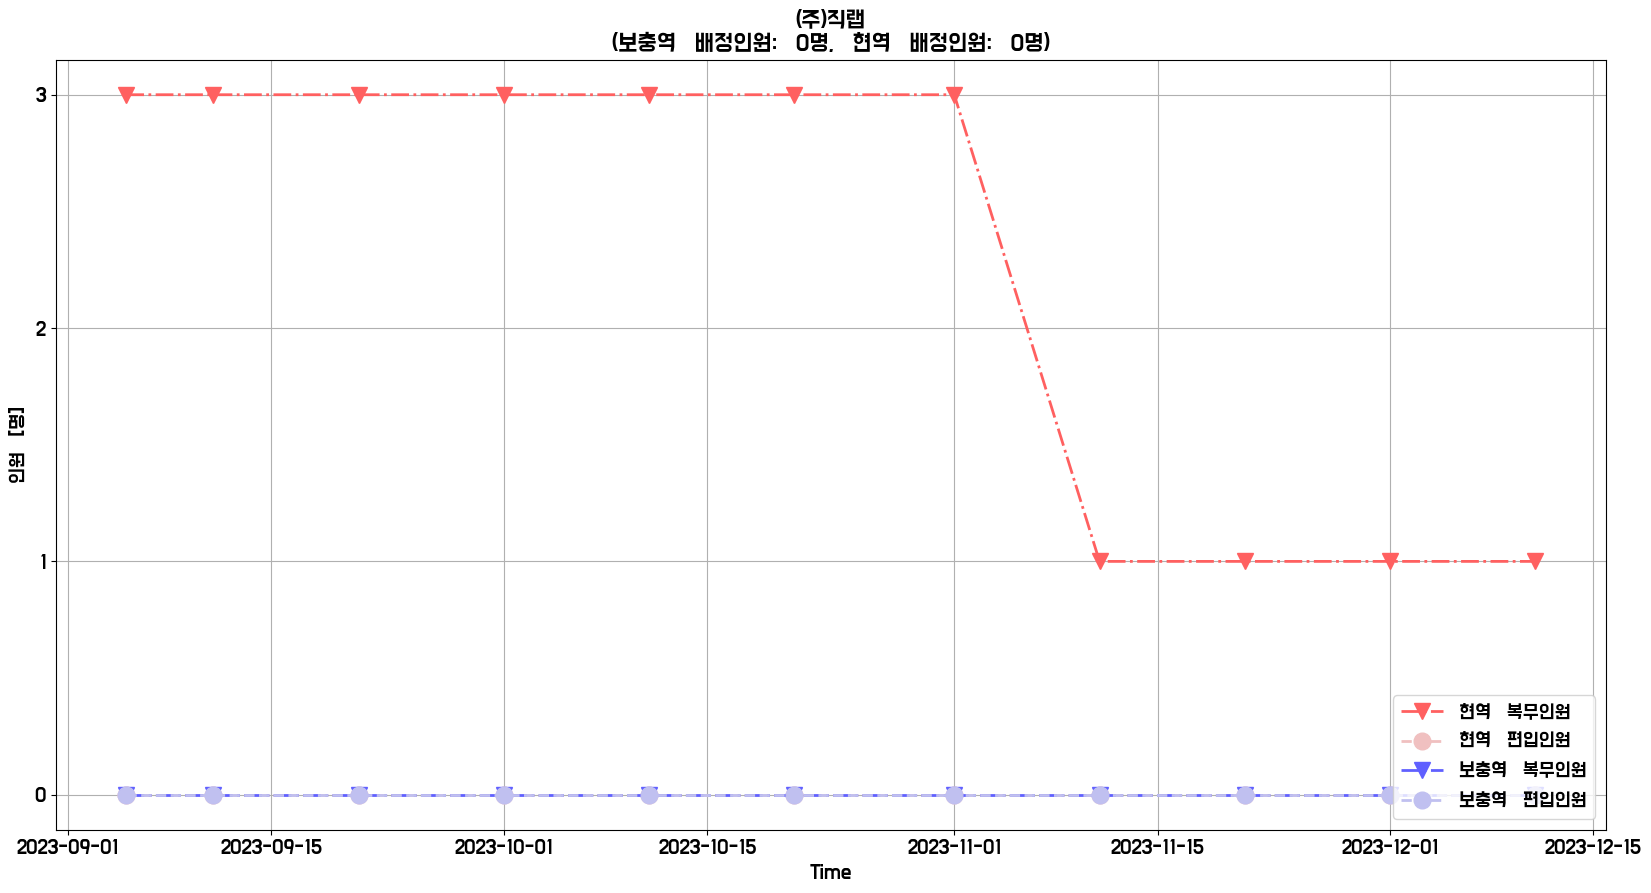 (주)직랩
(보충역 배정인원: 0명, 현역 배정인원: 0명)
3
2
1
0
인원 [명]
2023-09-01 2023-09-15 2023-10-01 2023-10-15 2023-11-01 2023-11-15 2023-12-01 2023-12-15
Time
현역 복무인원
현역 편입인원
보충역 복무인원
보충역 편입인원